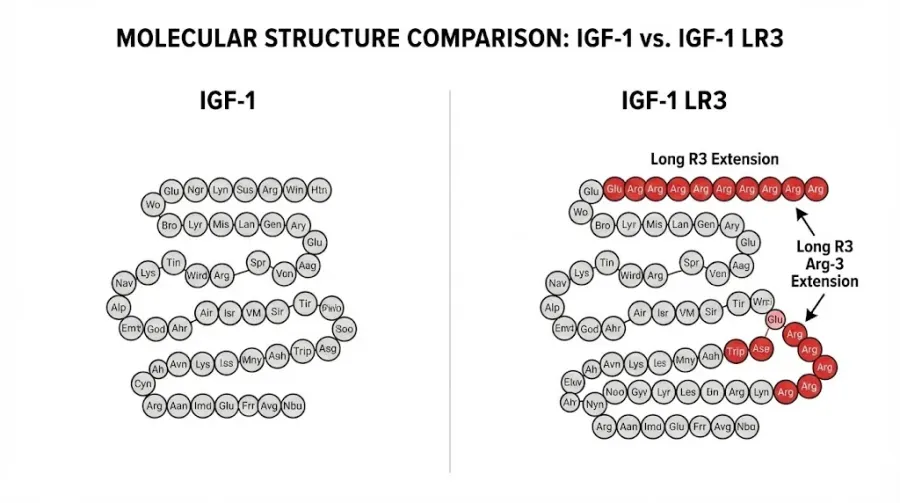 MOLECULAR STRUCTURE COMPARISON: IGF-1 vs. IGF-1 LR3
IGF-1
Glu Ngr Lyn Sus Arg Win Htn
Wo
Bro Lyr Mis Lan Gen Ary
Glu
Nav Lys Tin Wird Arg Spr Von Aag
Alp
Emt God Ahr Air Isr VM Sir Tir
Soo
Ah Avn Lys Iss Mny Ash Trip Asg
Cyn
Arg Aan Imd Glu Frr Avg Nbu
IGF-1 LR3
Long R3 Extension
Glu Glu Arg Arg Arg Arg Arg Arg Arg Arg Arg
Wo
Bro Lyr Mis Lan Gen Ary
Glu
Nav Lys Tin Wird Arg Spr Von Aag
Alp
Emt God Ahr Air Isr VM Sir Tir
Glu
Arg
Ah Avn Lys Mny Aah Trip Ase Arg
Arg
Noo Gyv Lyr Les Arg Lyn Arg Arg
Nyn
Arg Aan Imd Glu Frr Avg Nbo
Long R3
Arg-3
Extension